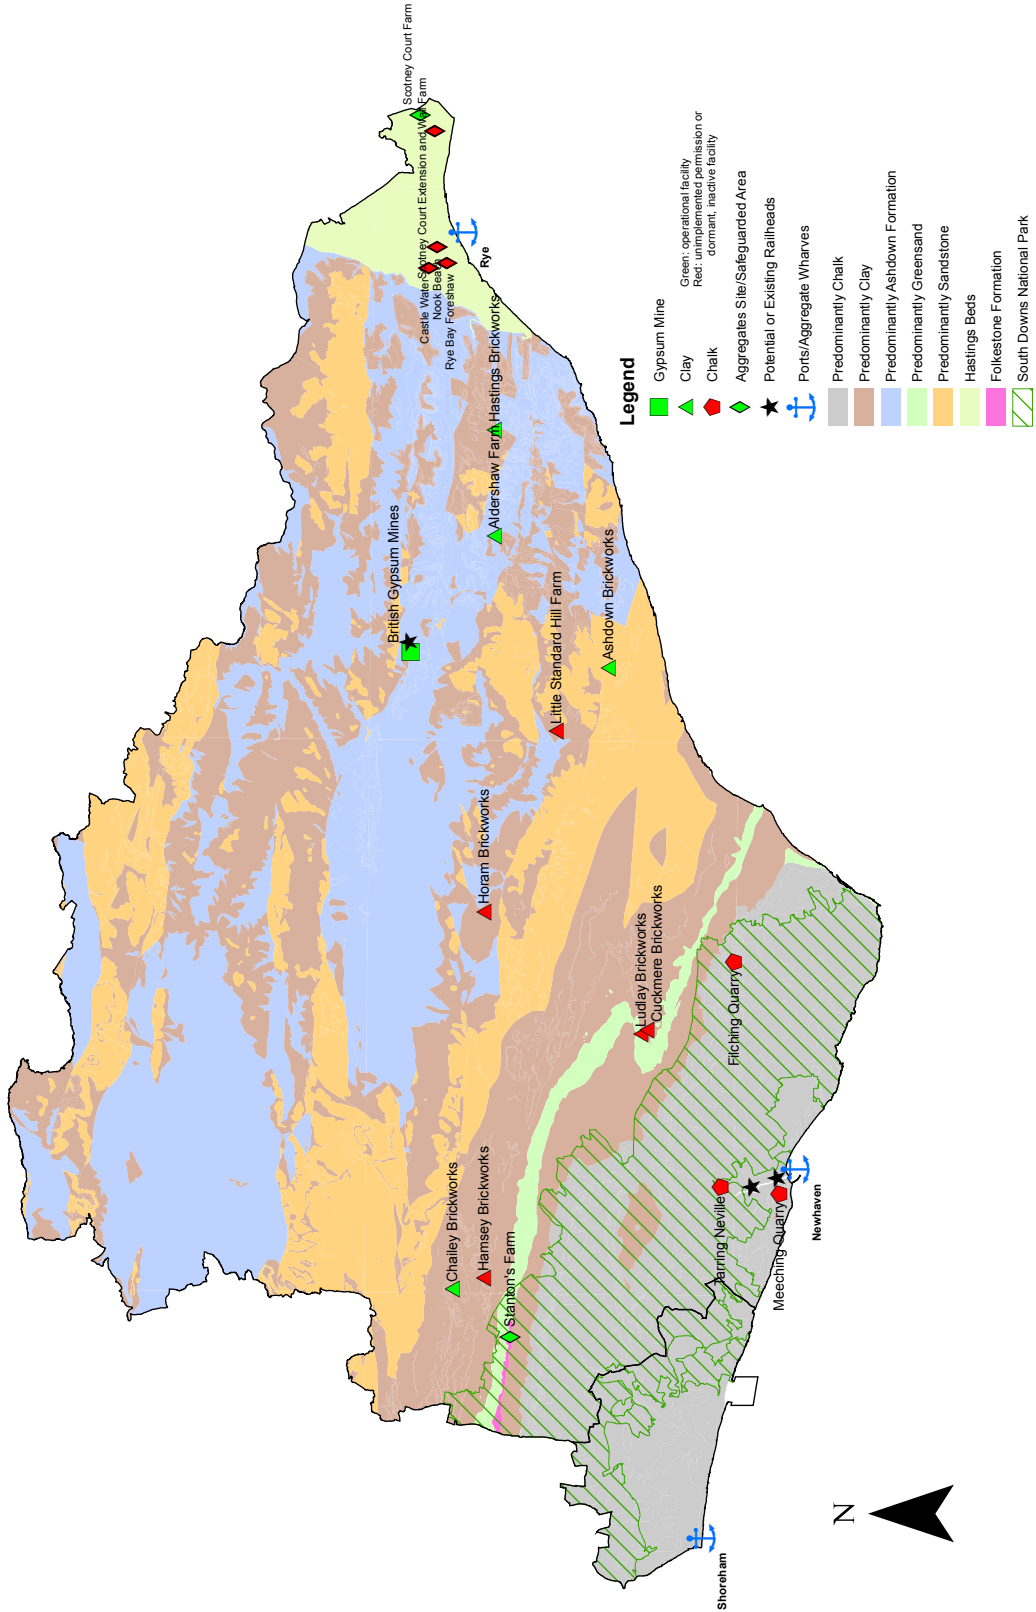 Scotney Court Farm
Scotney Court Extension and Wall Farm
Castle Water
Nook Beach
Rye Bay Foreshaw
Rye
Hastings Brickworks
Aldershaw Farm
British Gypsum Mines
Little Standard Hill Farm
Ashdown Brickworks
Horam Brickworks
Ludlay Brickworks
Cuckmere Brickworks
Filching Quarry
Chailey Brickworks
Hamsey Brickworks
Stanton's Farm
Tarring Neville
Meeching Quarry
Newhaven
Shoreham
N
Legend
Gypsum Mine
Clay
Chalk
Green: operational facility
Red: unimplemented permission or
dormant, inactive facility
Aggregates Site/Safeguarded Area
Potential or Existing Railheads
Ports/Aggregate Wharves
Predominantly Chalk
Predominantly Clay
Predominantly Ashdown Formation
Predominantly Greensand
Predominantly Sandstone
Hastings Beds
Folkestone Formation
South Downs National Park